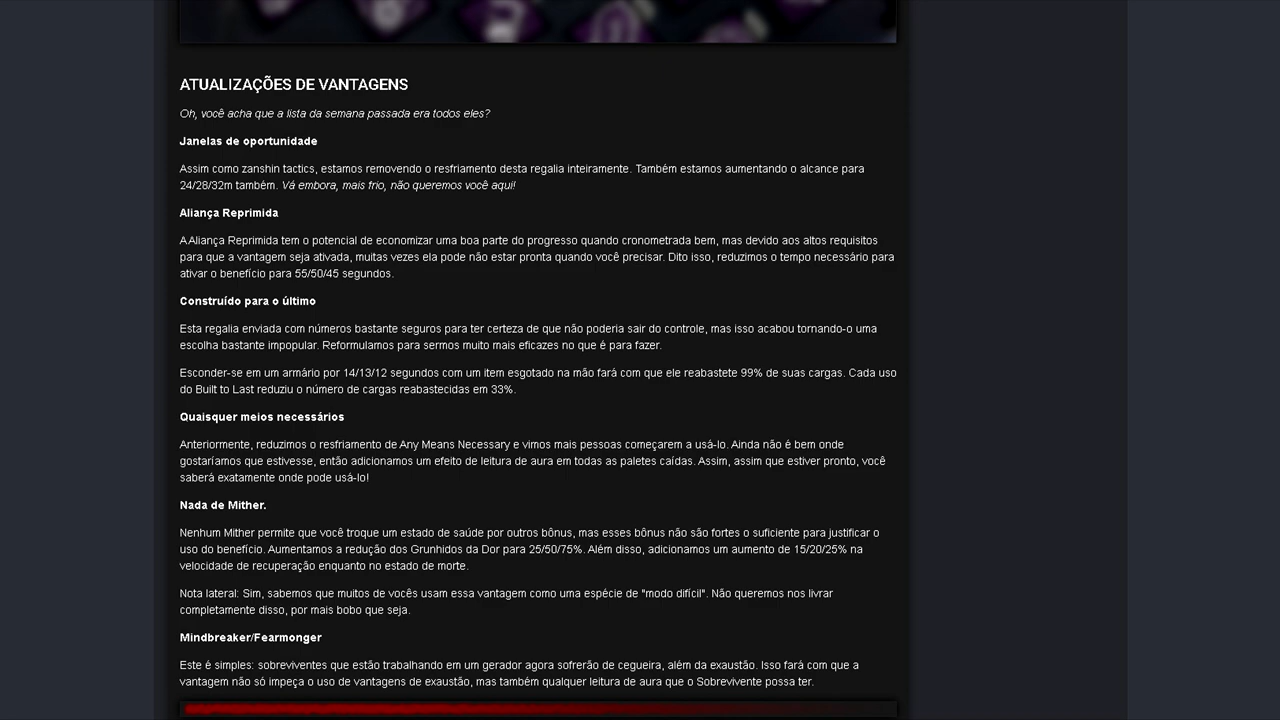 ATUALIZAÇÕES DE VANTAGENS
Oh, você acha que a lista da semana passada era todos eles?
Janelas de oportunidade
Assim como zanshin tactics, estamos removendo o resfriamento desta regalia inteiramente. Também estamos aumentando o alcance para
24/28/32m também. Vá embora, mais frio, não queremos você aqui!
Aliança Reprimida
A Aliança Reprimida tem o potencial de economizar uma boa parte do progresso quando cronometrada bem, mas devido aos altos requisitos
para que a vantagem seja ativada, muitas vezes ela pode não estar pronta quando você precisar. Dito isso, reduzimos o tempo necessário para
ativar o benefício para 55/50/45 segundos.
Construído para o último
Esta regalia enviada com números bastante seguros para ter certeza de que não poderia sair do controle, mas isso acabou tornando-o uma
escolha bastante impopular. Reformulamos para sermos muito mais eficazes no que é para fazer.
Esconder-se em um armário por 14/13/12 segundos com um item esgotado na mão fará com que ele reabastete 99% de suas cargas. Cada uso
do Built to Last reduziu o número de cargas reabastecidas em 33%.
Quaisquer meios necessários
Anteriormente, reduzimos o resfriamento de Any Means Necessary e vimos mais pessoas começarem a usá-lo. Ainda não é bem onde
gostaríamos que estivesse, então adicionamos um efeito de leitura de aura em todas as paletes caídas. Assim, assim que estiver pronto, você
saberá exatamente onde pode usá-lo!
Nada de Mither.
Nenhum Mither permite que você troque um estado de saúde por outros bônus, mas esses bônus não são fortes o suficiente para justificar o
uso do benefício. Aumentamos a redução dos Grunhidos da Dor para 25/50/75%. Além disso, adicionamos um aumento de 15/20/25% na
velocidade de recuperação enquanto no estado de morte.
Nota lateral: Sim, sabemos que muitos de vocês usam essa vantagem como uma espécie de "modo difícil". Não queremos nos livrar
completamente disso, por mais bobo que seja.
Mindbreaker/Fearmonger
Este é simples: sobreviventes que estão trabalhando em um gerador agora sofrerão de cegueira, além da exaustão. Isso fará com que a
vantagem não só impeça o uso de vantagens de exaustão, mas também qualquer leitura de aura que o Sobrevivente possa ter.